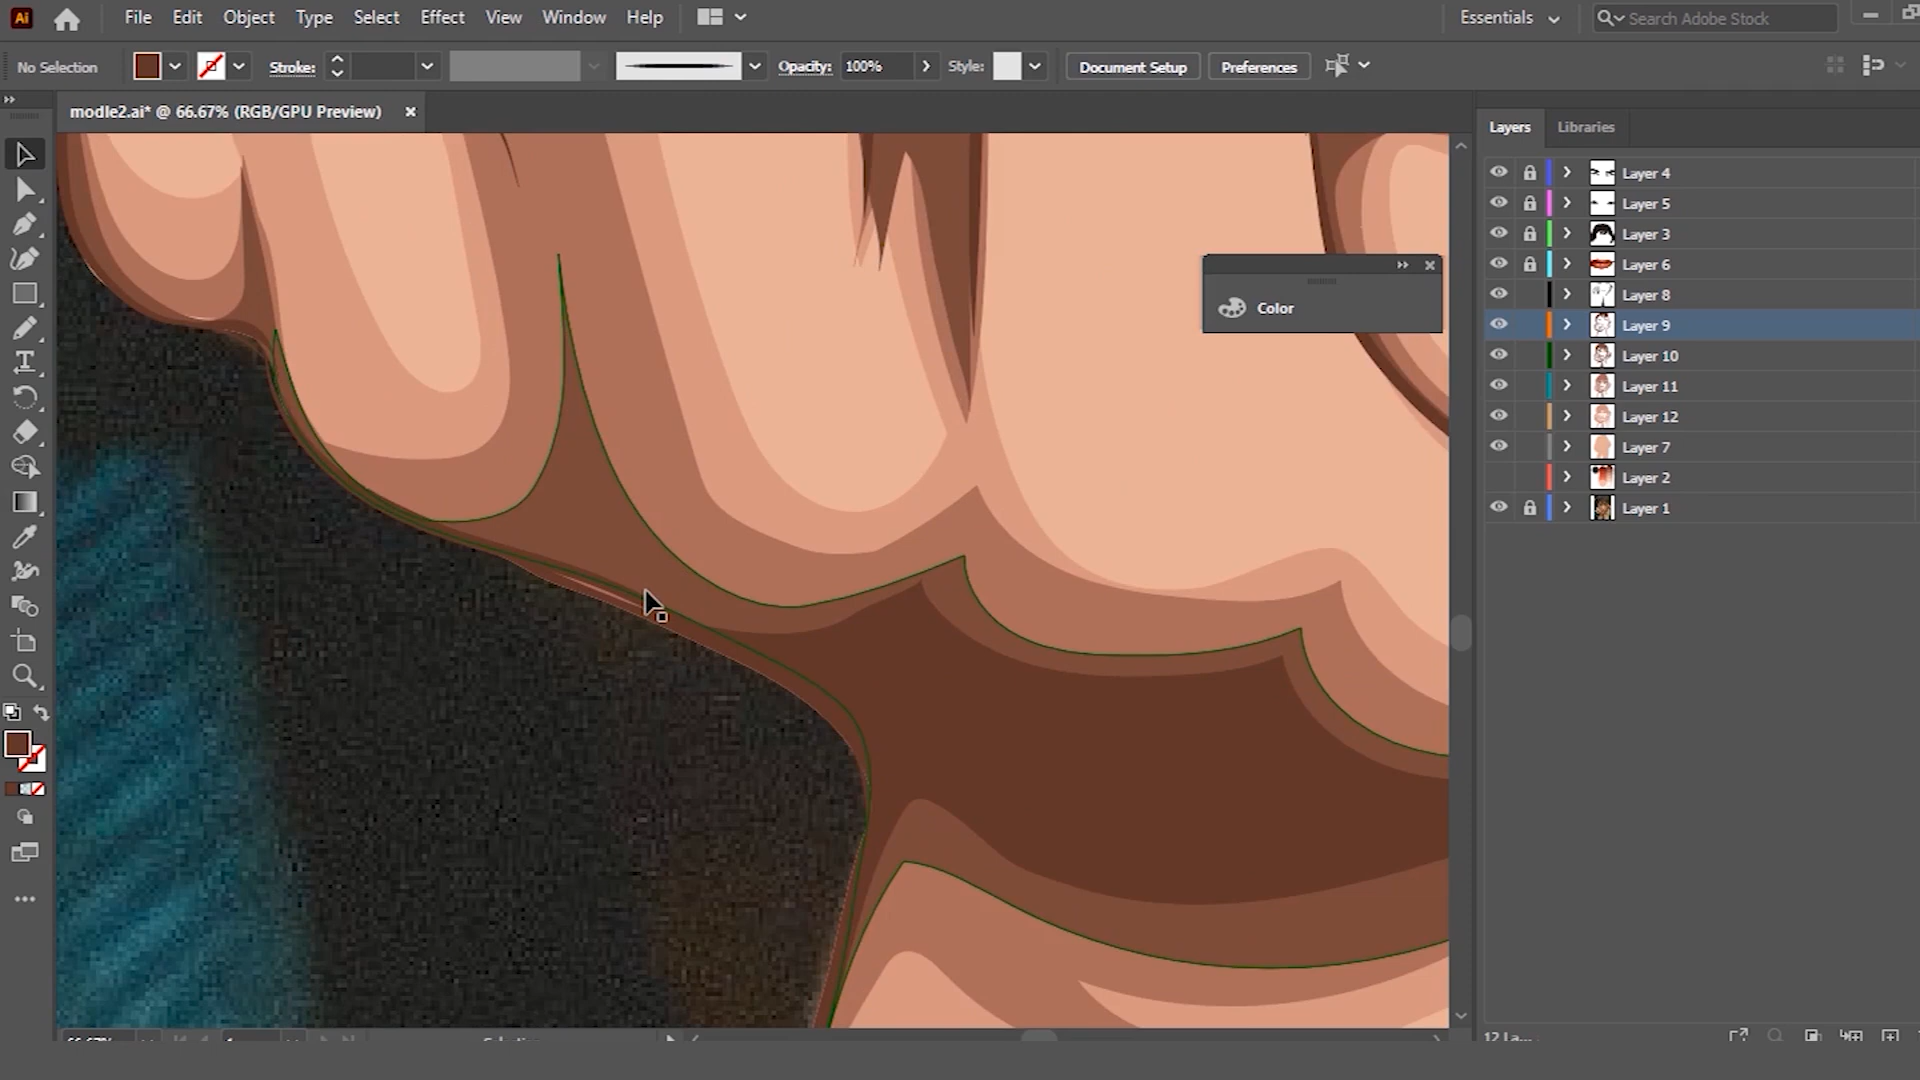 Ai File Edit Object Type Select Effect View Window Help Essentials Search Adobe Stock
No Selection Stroke: Opacity: 100% Style: Document Setup Preferences
modle2.ai* @ 66.67% (RGB/GPU Preview)
Layers Libraries
Layer 4
Layer 5
Layer 3
Layer 6
Layer 8
Color
Layer 9
Layer 10
Layer 11
Layer 12
Layer 7
Layer 2
Layer 1
12 La...